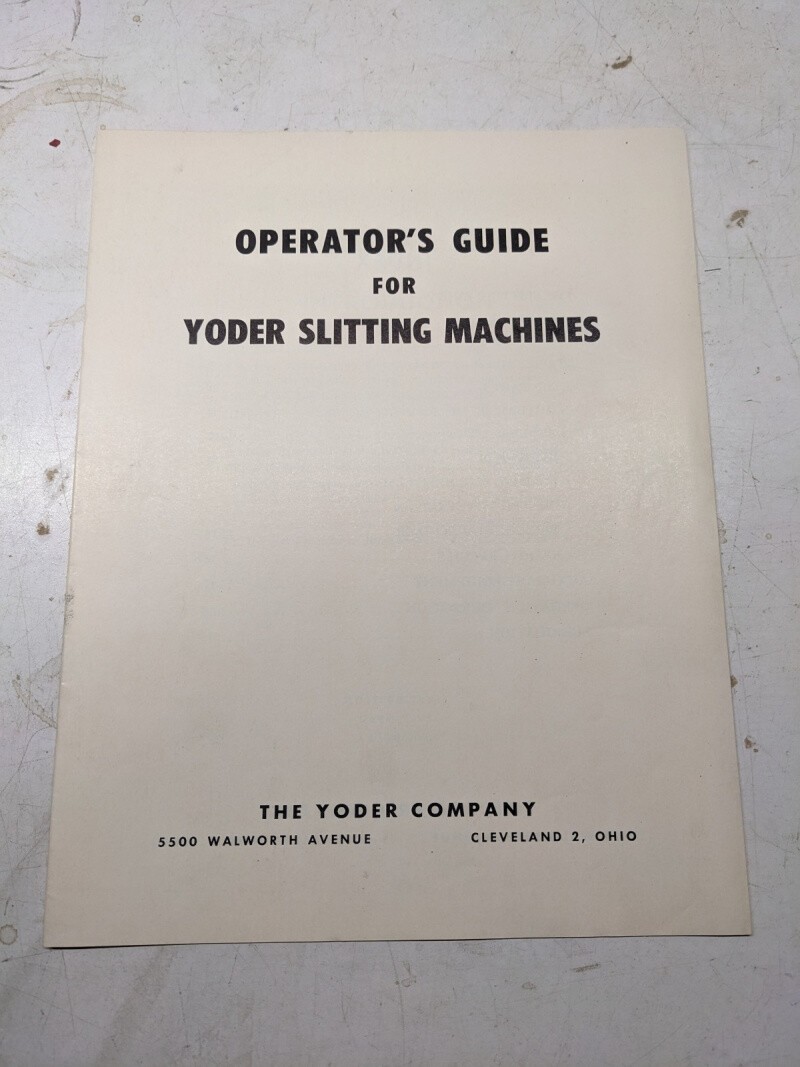 OPERATOR'S GUIDE
FOR
YODER SLITTING MACHINES
THE YODER COMPANY
5500 WALWORTH AVENUE CLEVELAND 2, OHIO